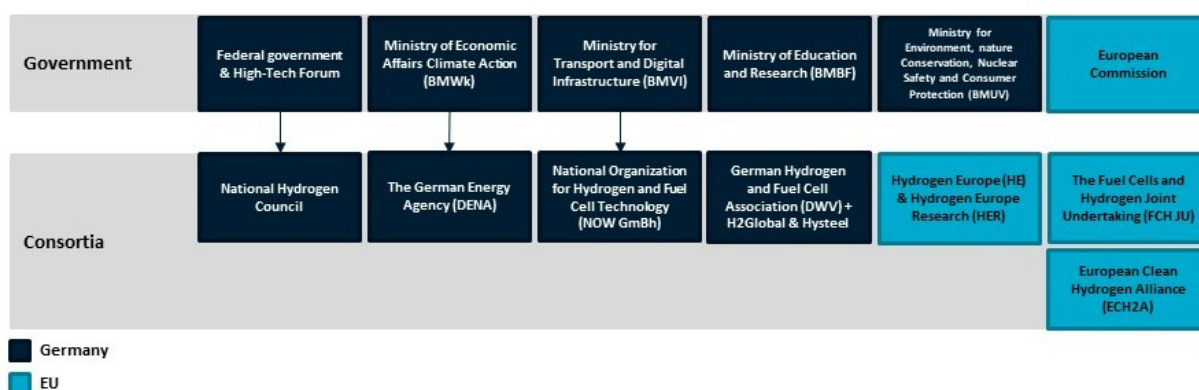 Government
Federal government
& High-Tech Forum
Ministry of Economic
Affairs Climate Action
(BMWk)
Ministry for
Transport and Digital
Infrastructure (BMVI)
Ministry of Education
and Research (BMBF)
Ministry for
Environment, nature
Conservation, Nuclear
Safety and Consumer
Protection (BMUV)
European
Commission
Consortia
National Hydrogen
Council
The German Energy
Agency (DENA)
National Organization
for Hydrogen and Fuel
Cell Technology
(NOW GmBh)
German Hydrogen
and Fuel Cell
Association (DWV) +
H2Global & Hysteel
Hydrogen Europe (HE)
& Hydrogen Europe
Research (HER)
The Fuel Cells and
Hydrogen Joint
Undertaking (FCH JU)
European Clean
Hydrogen Alliance
(ECH2A)
Germany
EU